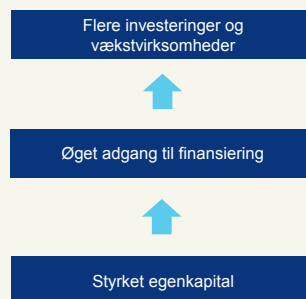 Flere investeringer og
vækstvirksomheder
Øget adgang til finansiering
Styrket egenkapital